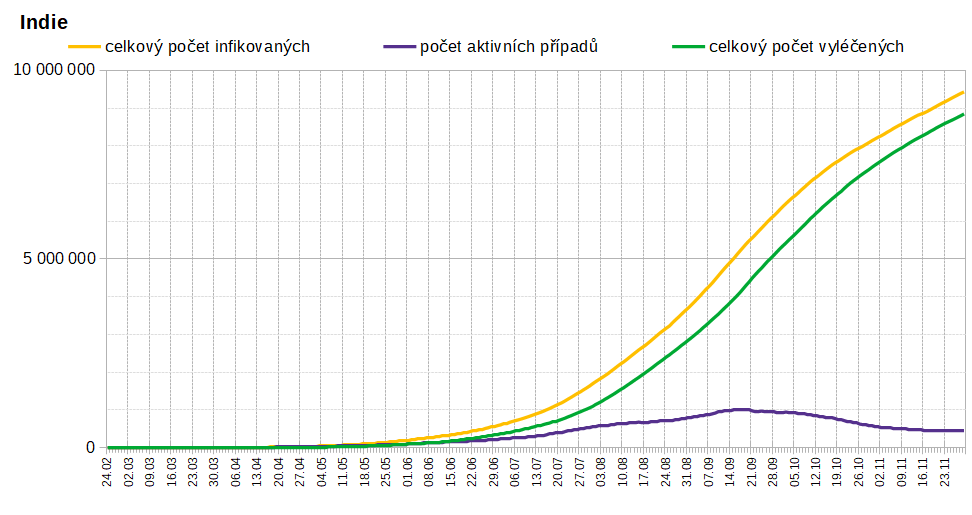 Indie
celkový počet infikovaných počet aktivních případů celkový počet vyléčených
10 000 000
5 000 000
0
24.02 02.03 09.03 16.03 23.03 30.03 06.04 13.04 20.04 27.04 04.05 11.05 18.05 25.05 01.06 08.06 15.06 22.06 29.06 6.07 13.07 20.07 27.07 03.08 10.08 17.08 24.08 31.08 07.09 14.09 21.09 28.09 5.10 12.10 19.10 26.10 02.11 09.11 16.11 23.11